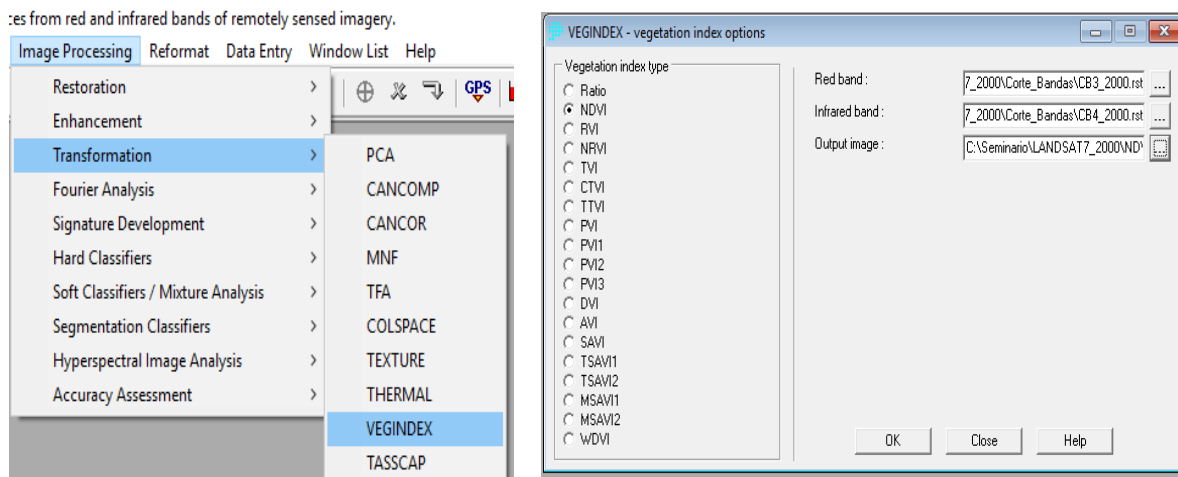 ces from red and infrared bands of remotely sensed imagery.
Image Processing Reformat Data Entry Window List Help
GPS
Restoration
Enhancement
Transformation
Fourier Analysis
Signature Development
Hard Classifiers
Soft Classifiers / Mixture Analysis
Segmentation Classifiers
Hyperspectral Image Analysis
Accuracy Assessment
PCA
CANCOMP
CANCOR
MNF
TFA
COLSPACE
TEXTURE
THERMAL
VEGINDEX
TASSCAP
VEGINDEX - vegetation index options
Vegetation index type
Ratio
NDVI
RVI
NRVI
TVI
CTVI
TTVI
PVI
PVI1
PVI2
PVI3
DVI
AVI
SAVI
TSAVI1
TSAVI2
MSAVI1
MSAVI2
WDVI
Red band : 7_2000\Corte_Bandas\CB3_2000.rst ...
Infrared band : 7_2000\Corte_Bandas\CB4_2000.rst ...
Output image : C:\Seminario\LANDSAT7_2000\ND\ ...
OK Close Help